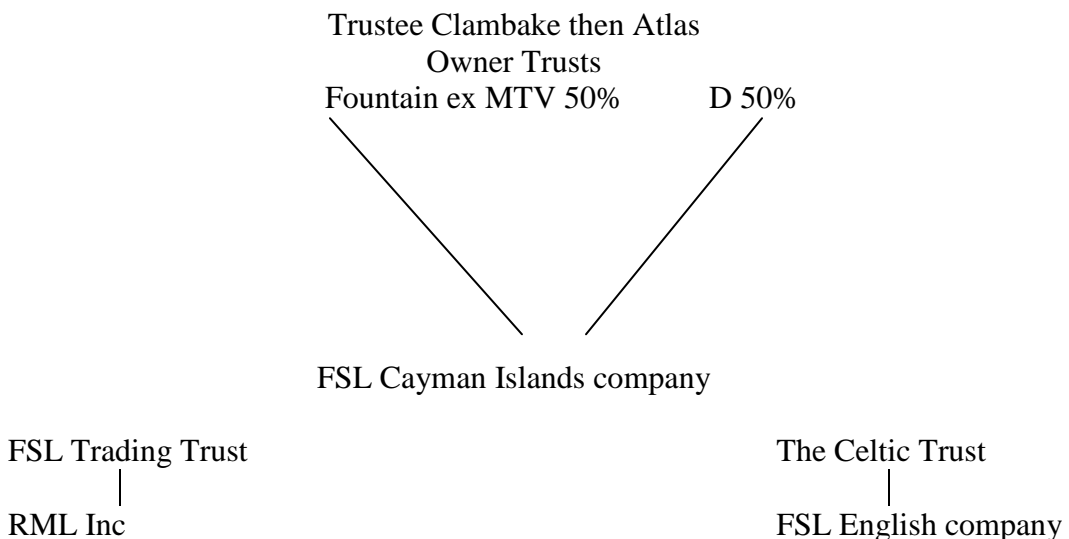 Trustee Clambake then Atlas
Owner Trusts
Fountain ex MTV 50% D 50%
FSL Cayman Islands company
FSL Trading Trust The Celtic Trust
RML Inc FSL English company